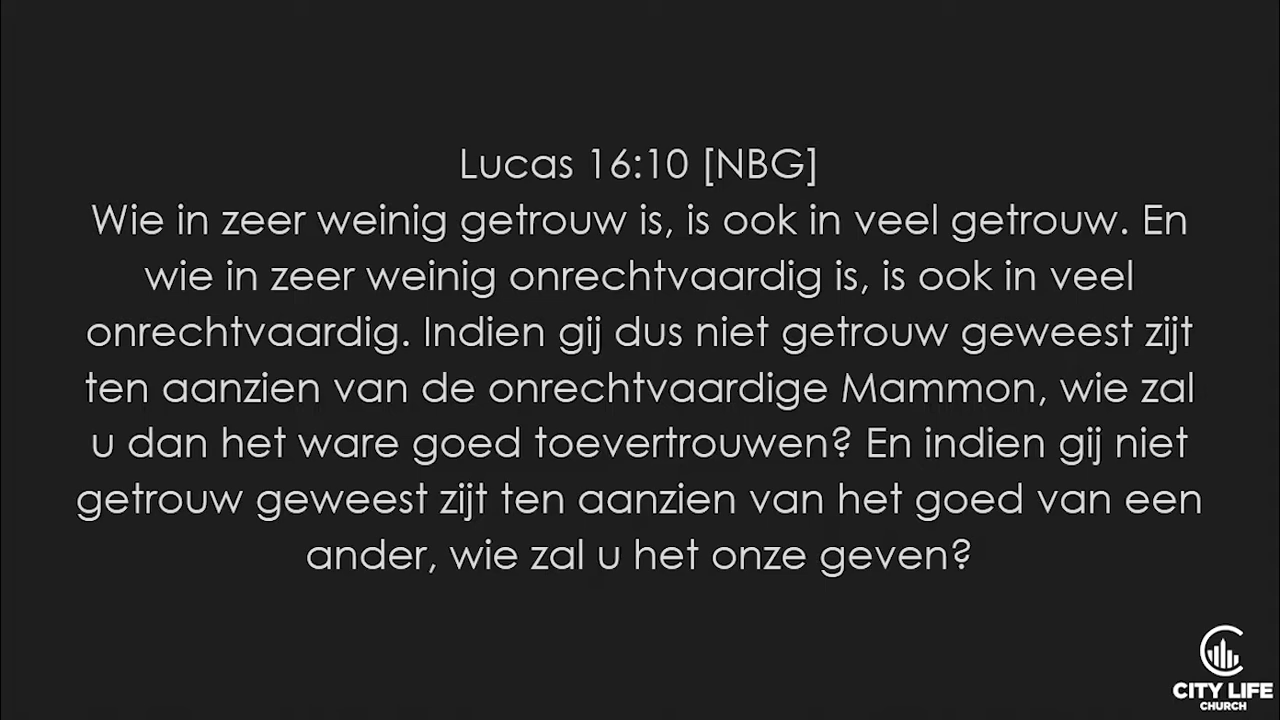 Lucas 16:10 [NBG]
Wie in zeer weinig getrouw is, is ook in veel getrouw. En
wie in zeer weinig onrechtvaardig is, is ook in veel
onrechtvaardig. Indien gij dus niet getrouw geweest zijt
ten aanzien van de onrechtvaardige Mammon, wie zal
u dan het ware goed toevertrouwen? En indien gij niet
getrouw geweest zijt ten aanzien van het goed van een
ander, wie zal u het onze geven?
CITY LIFE
CHURCH